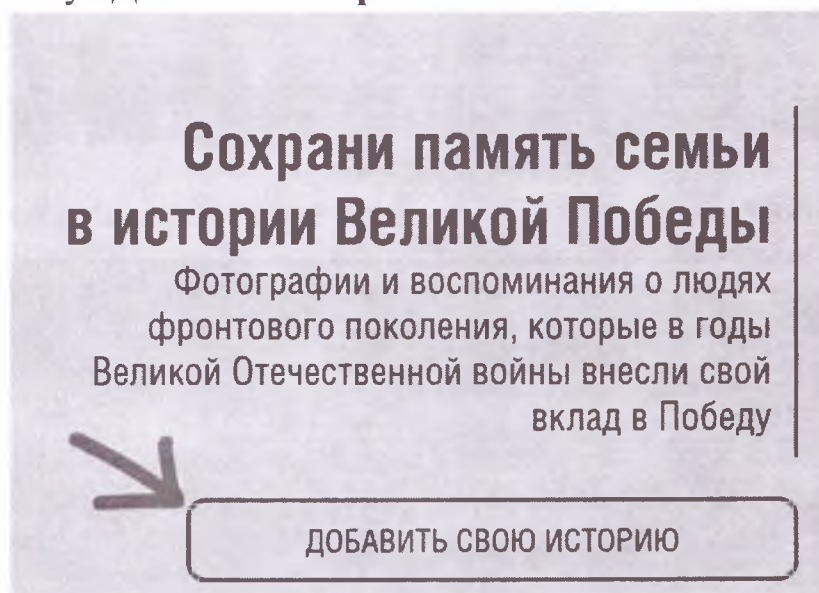 Сохрани память семьи
в истории Великой Победы
Фотографии и воспоминания о людях
фронтового поколения, которые в годы
Великой Отечественной войны внесли свой
вклад в Победу
ДОБАВИТЬ СВОЮ ИСТОРИЮ